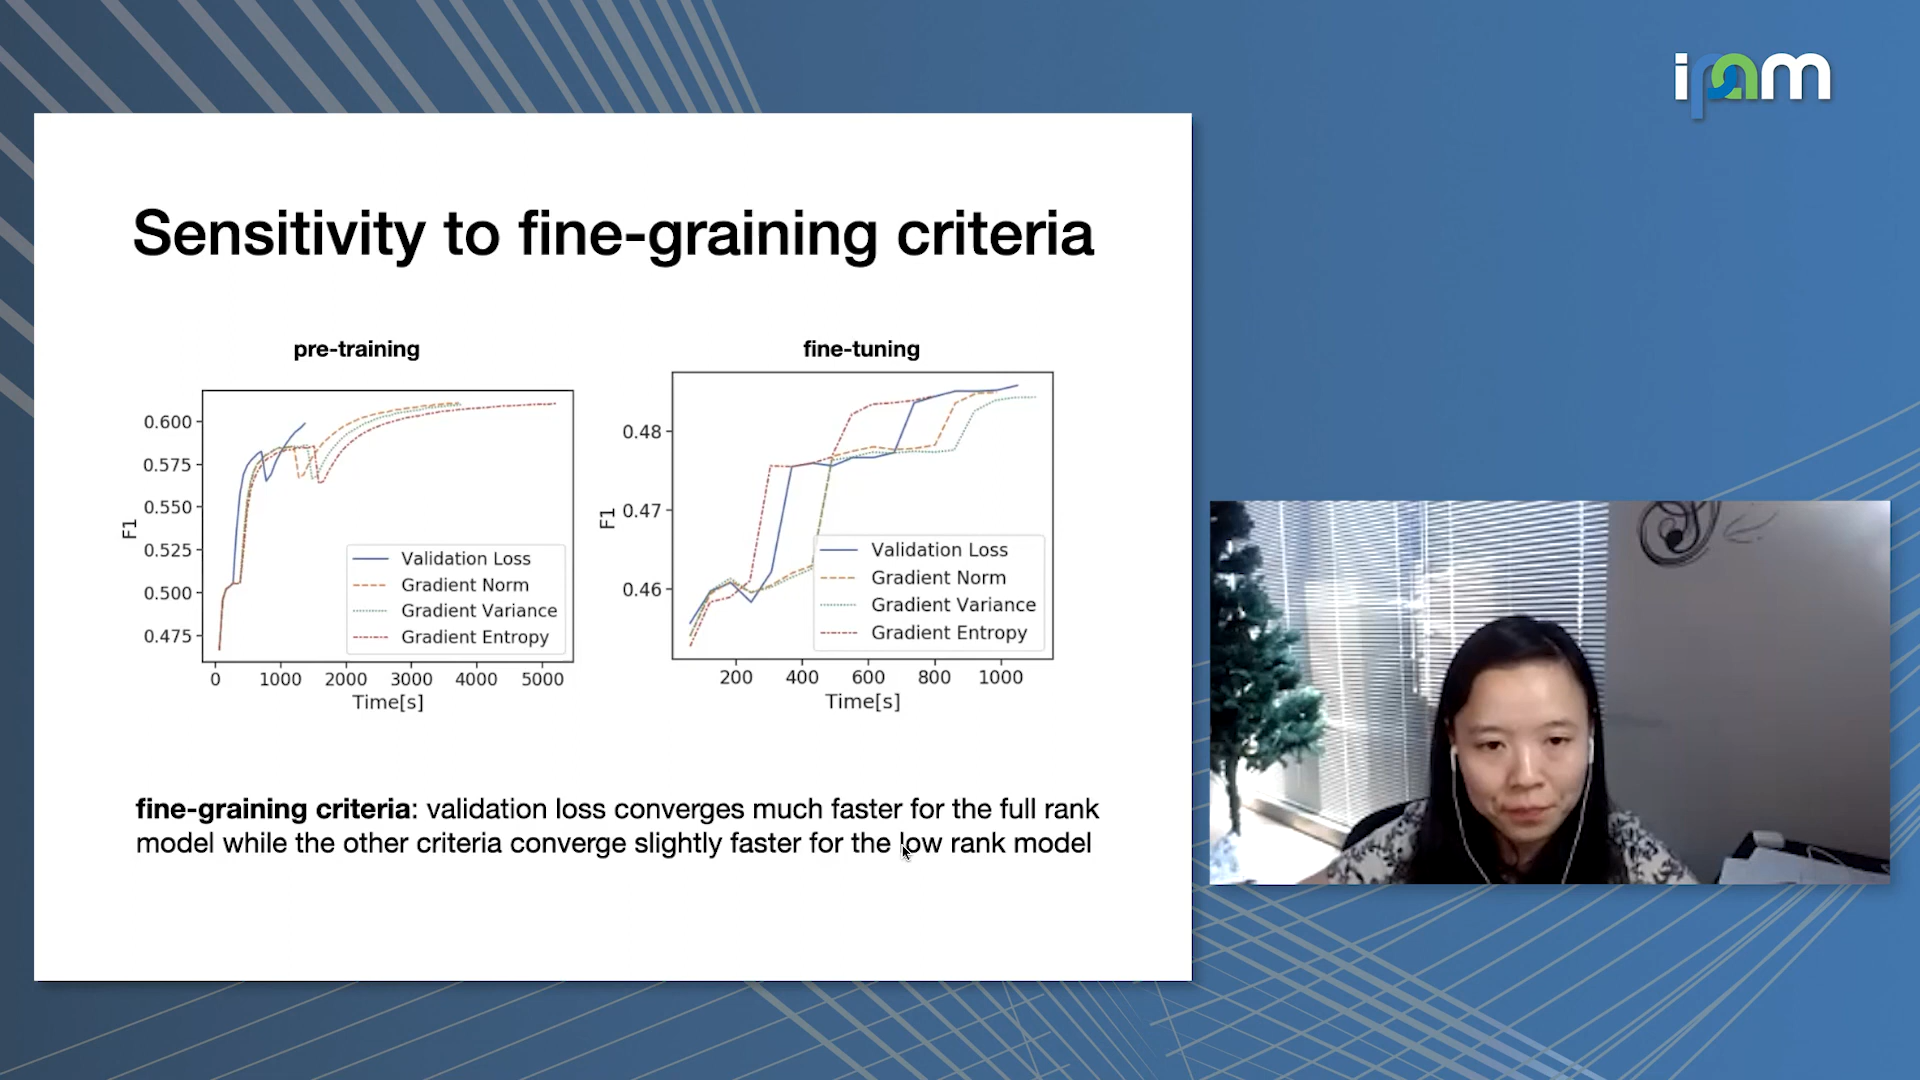 ipam
Sensitivity to fine-graining criteria
pre-training
0.600
0.575
0.550
0.525
0.500
0.475
F1
Validation Loss
Gradient Norm
Gradient Variance
Gradient Entropy
0 1000 2000 3000 4000 5000
Time[s]
fine-tuning
0.48
0.47
0.46
F1
Validation Loss
Gradient Norm
Gradient Variance
Gradient Entropy
200 400 600 800 1000
Time[s]
fine-graining criteria: validation loss converges much faster for the full rank
model while the other criteria converge slightly faster for the low rank model